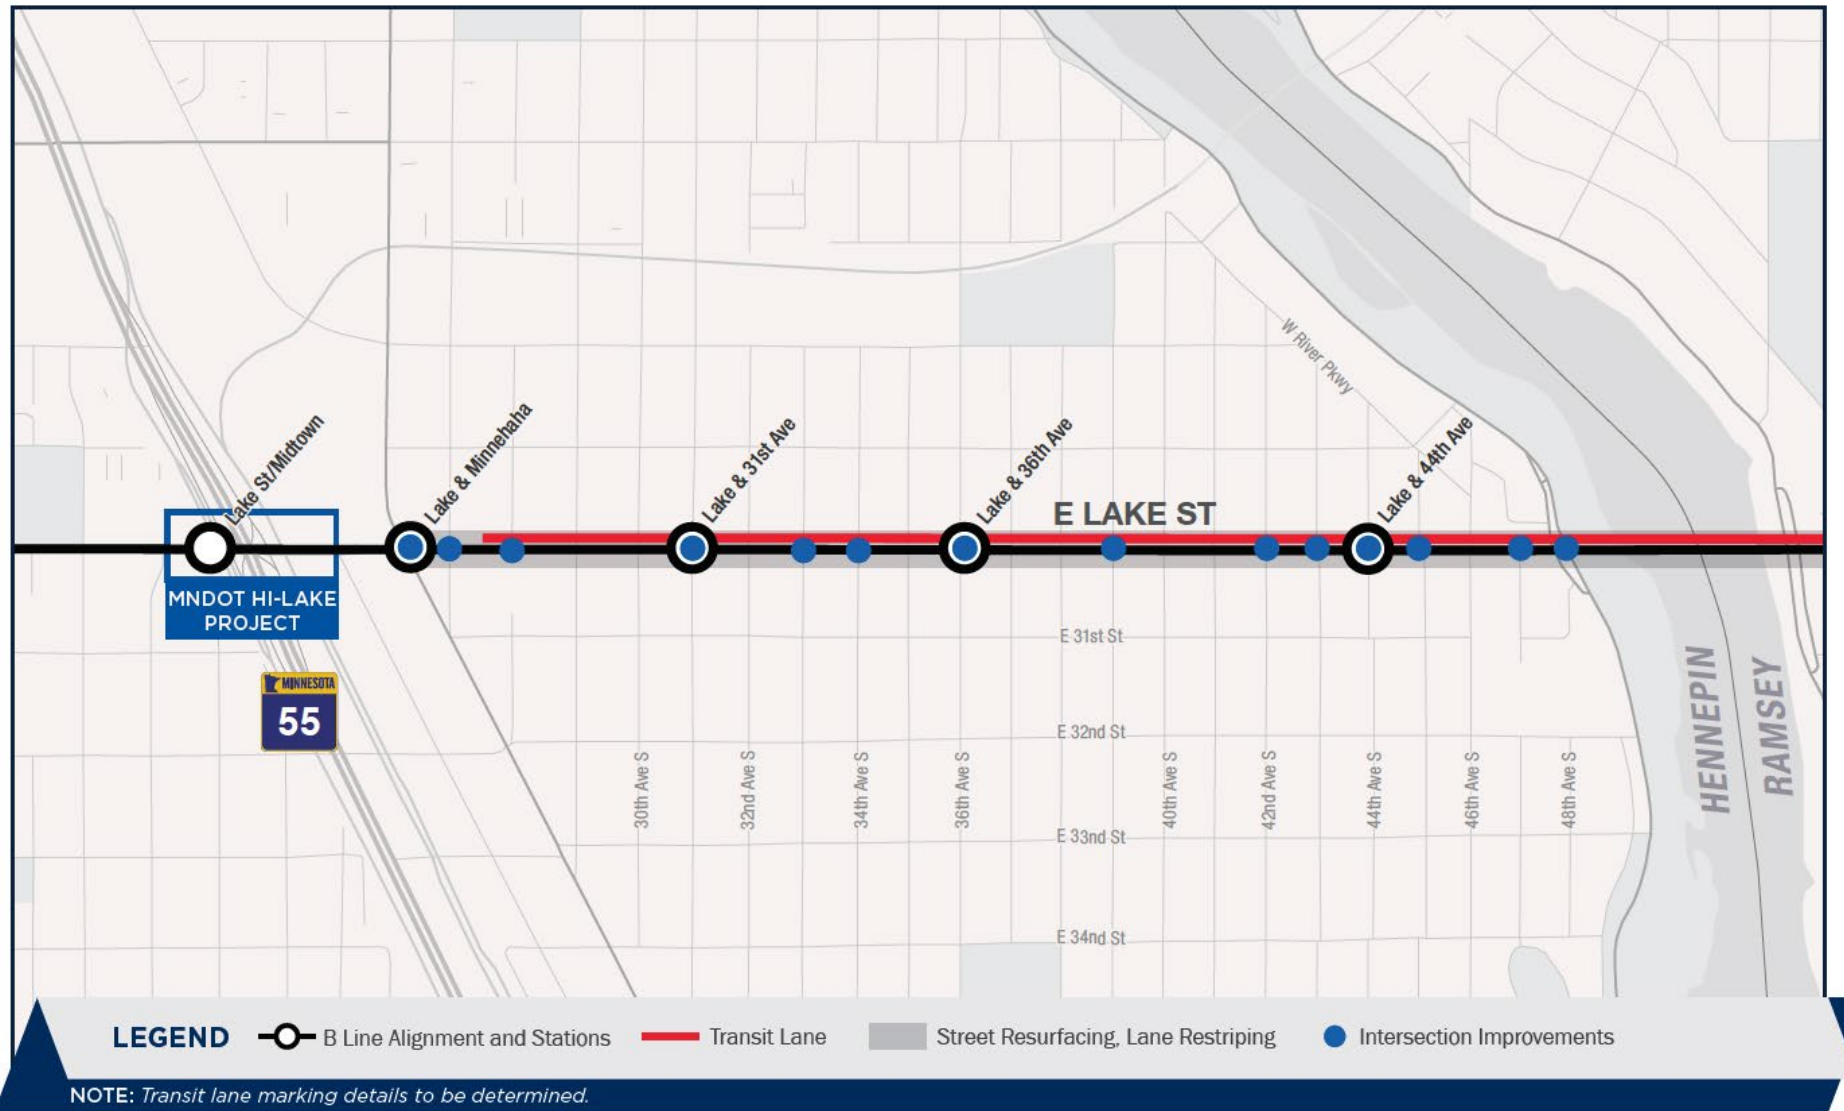 W River Pkwy
Lake St/Midtown
Lake & Minnehaha
Lake & 31st Ave
Lake & 36th Ave
Lake & 44th Ave
E LAKE ST
MNDOT HI-LAKE
PROJECT
E 31st St
MINNESOTA
55
HENNEPIN
RAMSEY
E 32nd St
30th Ave S
32nd Ave S
34th Ave S
36th Ave S
40th Ave S
42nd Ave S
44th Ave S
46th Ave S
48th Ave S
E 33nd St
E 34nd St
LEGEND
B Line Alignment and Stations
Transit Lane
Street Resurfacing, Lane Restriping
Intersection Improvements
NOTE: Transit lane marking details to be determined.